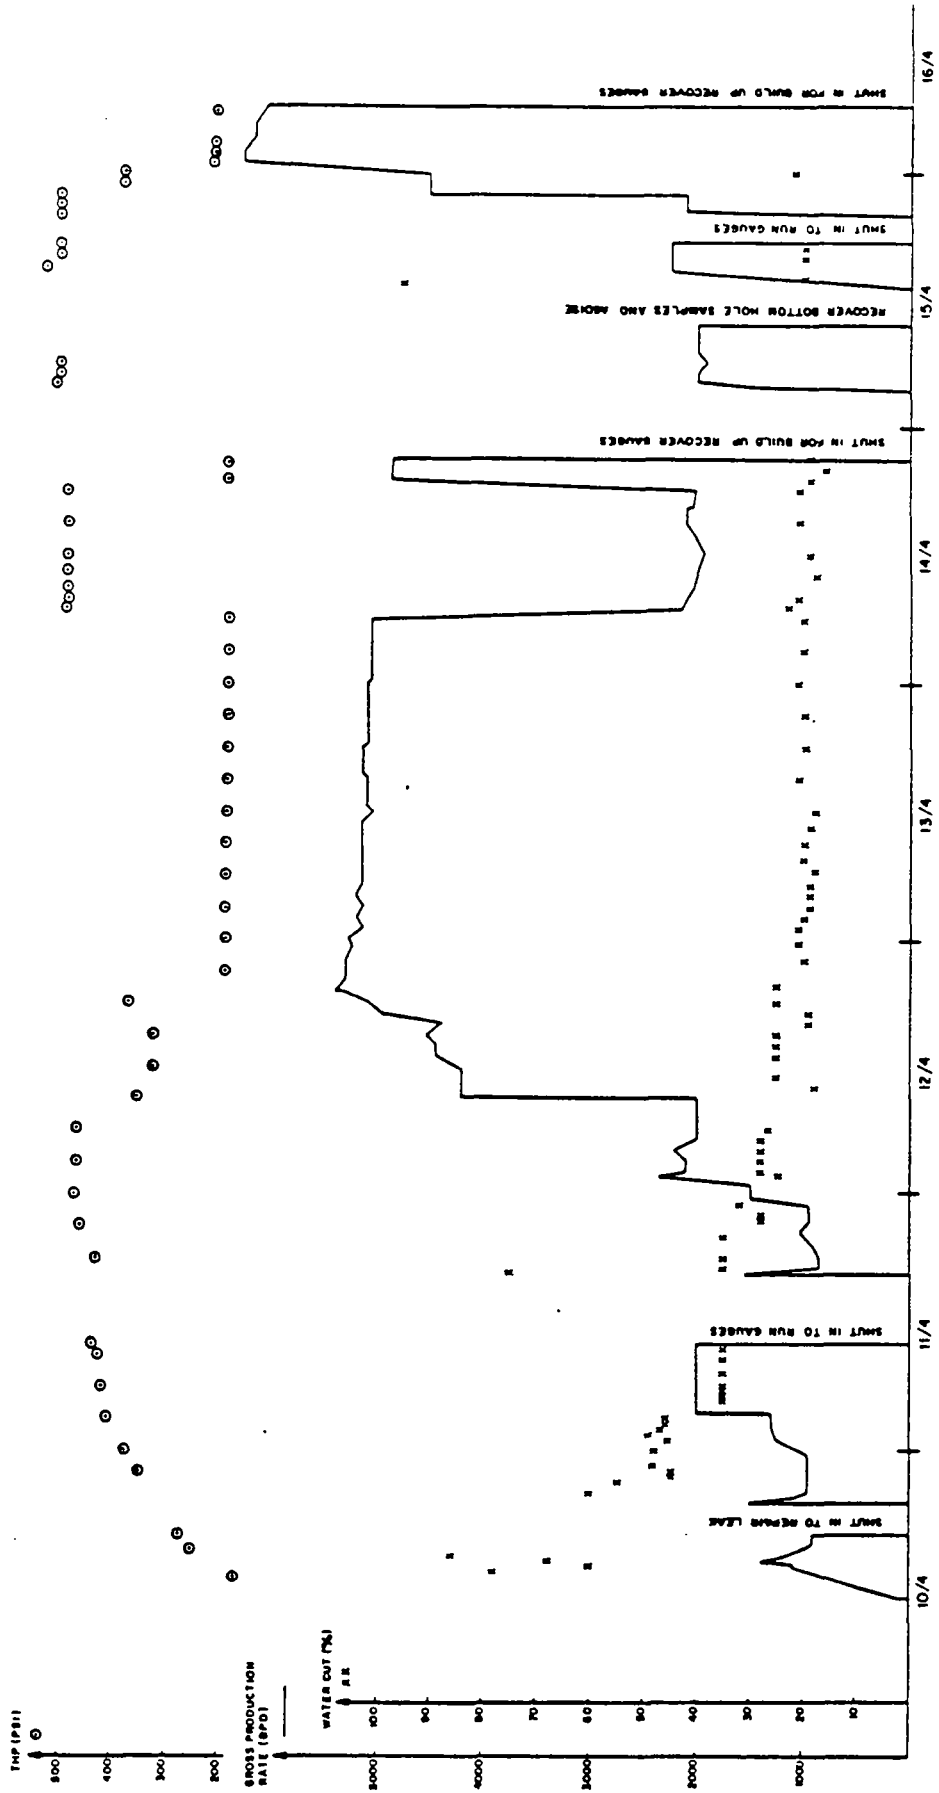 THP (PSI)
500
400
300
200
GROSS PRODUCTION
RATE (BPD)
5000
4000
3000
2000
1000
WATER CUT (%)
100
90
80
70
60
50
40
30
20
10
SHUT IN TO REPAIR LEAK
SHUT IN TO RUN GAUGES
SHUT IN FOR BUILD UP RECOVER GAUGES
RECOVER BOTTOM HOLE SAMPLES AND
SHUT IN TO RUN GAUGES
SHUT IN FOR BUILD UP RECOVER GAUGES
10/4
11/4
12/4
13/4
14/4
15/4
16/4